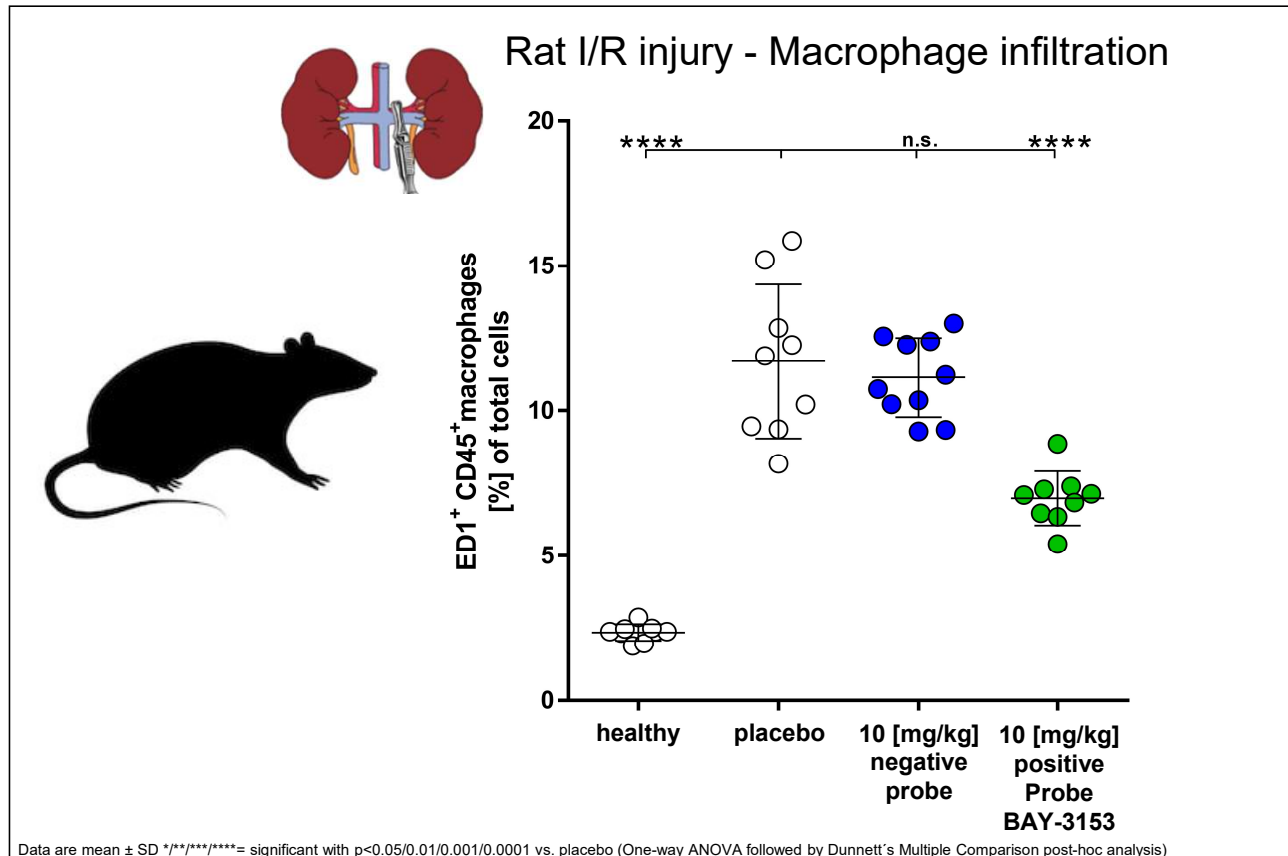 Rat I/R injury - Macrophage infiltration
20
15
10
5
0
ED1⁺ CD45⁺ macrophages
[%] of total cells
**** n.s. ****
healthy
placebo
10 [mg/kg]
negative
probe
10 [mg/kg]
positive
Probe
BAY-3153
Data are mean ± SD */**/***/****= significant with p<0.05/0.01/0.001/0.0001 vs. placebo (One-way ANOVA followed by Dunnett´s Multiple Comparison post-hoc analysis)